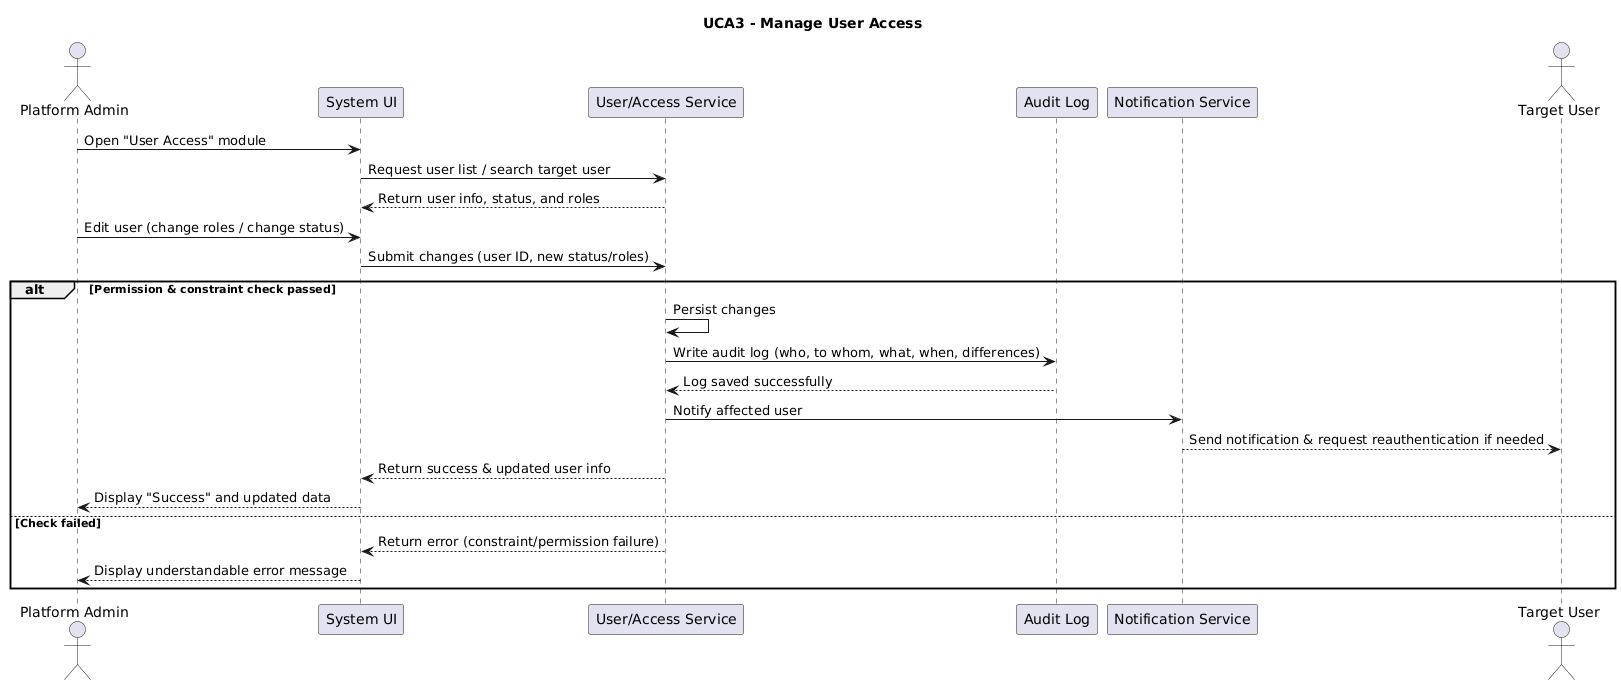 UCA3 - Manage User Access
Platform Admin
System UI
User/Access Service
Audit Log
Notification Service
Target User
Open "User Access" module
Request user list / search target user
Return user info, status, and roles
Edit user (change roles / change status)
Submit changes (user ID, new status/roles)
alt [Permission & constraint check passed]
Persist changes
Write audit log (who, to whom, what, when, differences)
Log saved successfully
Notify affected user
Send notification & request reauthentication if needed
Return success & updated user info
Display "Success" and updated data
[Check failed]
Return error (constraint/permission failure)
Display understandable error message
Platform Admin
System UI
User/Access Service
Audit Log
Notification Service
Target User